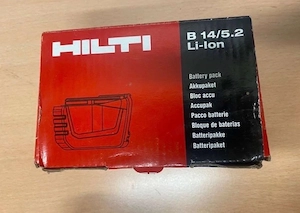 HILTI
B 14/5.2
Li-Ion
Battery pack
Akkupaket
Bloc accu
Accupak
Pacco batterie
Bloque de baterías
Batteripakke
Batteripaket